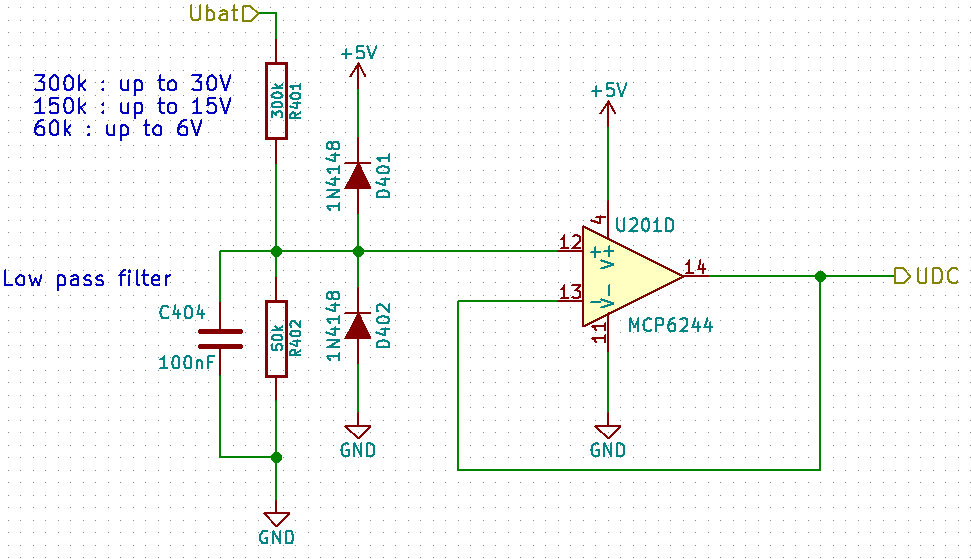 Ubat
+5V
300k : up to 30V
150k : up to 15V
60k : up to 6V
300k
R401
+5V
1N4148
D401
4
U201D
12
+
V+
14
UDC
Low pass filter
13
-
V-
C404
100nF
50k
R402
1N4148
D402
MCP6244
11
GND
GND
GND